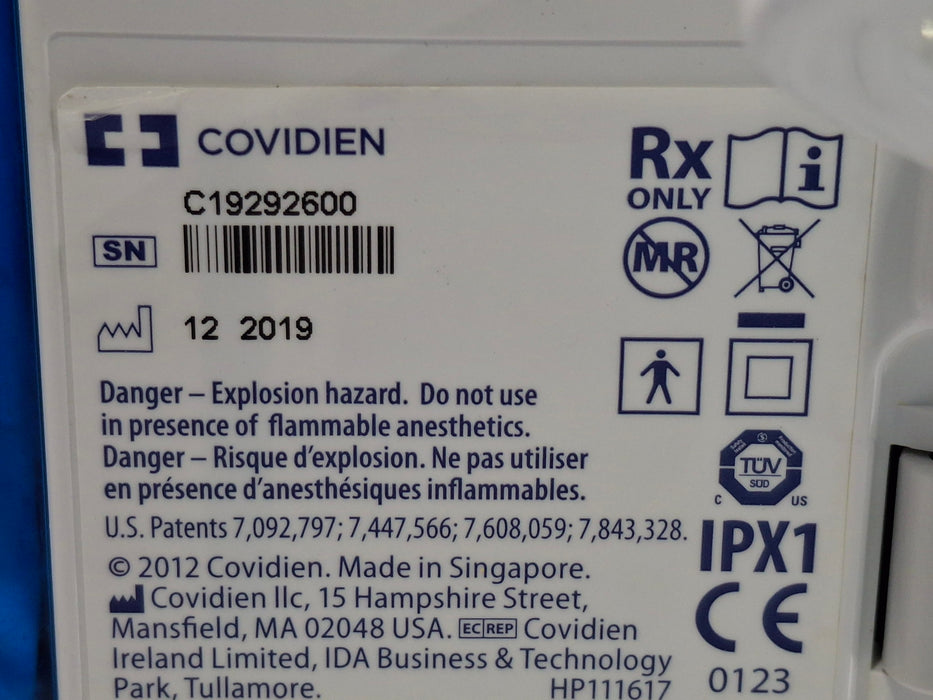 COVIDIEN
C19292600
SN
12 2019
Danger – Explosion hazard. Do not use
in presence of flammable anesthetics.
Danger – Risque d'explosion. Ne pas utiliser
en présence d'anesthésiques inflammables.
U.S. Patents 7,092,797; 7,447,566; 7,608,059; 7,843,328.
© 2012 Covidien. Made in Singapore.
Covidien llc, 15 Hampshire Street,
Mansfield, MA 02048 USA. EC REP Covidien
Ireland Limited, IDA Business & Technology
Park, Tullamore. HP111617
Rx
ONLY
i
MR
TÜV
SÜD
C US
IPX1
CE
0123